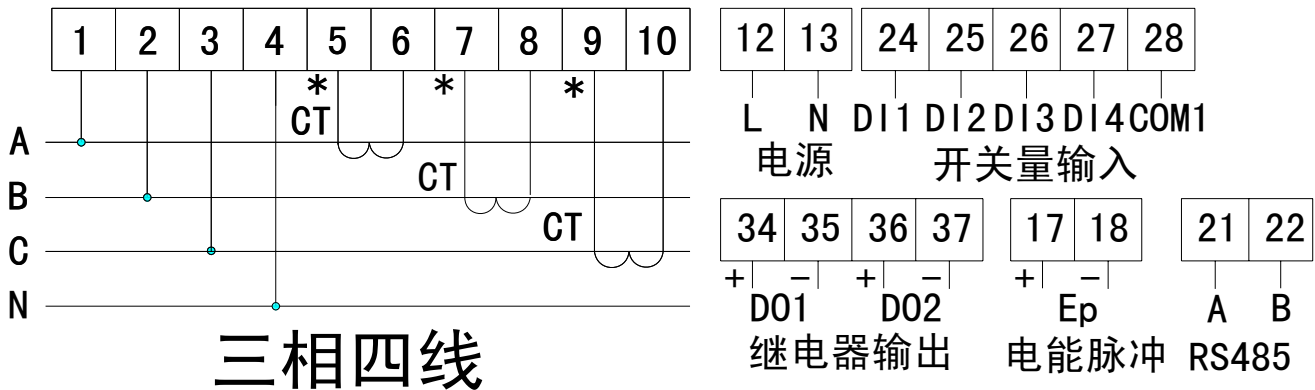 1 2 3 4 5 6 7 8 9 10
* * *
CT
CT
CT
A
B
C
N
三相四线
12 13
L N
电源
24 25 26 27 28
DI1 DI2 DI3 DI4 COM1
开关量输入
34 35 36 37
+ - + -
DO1 DO2
继电器输出
17 18
+ -
Ep
电能脉冲
21 22
A B
RS485